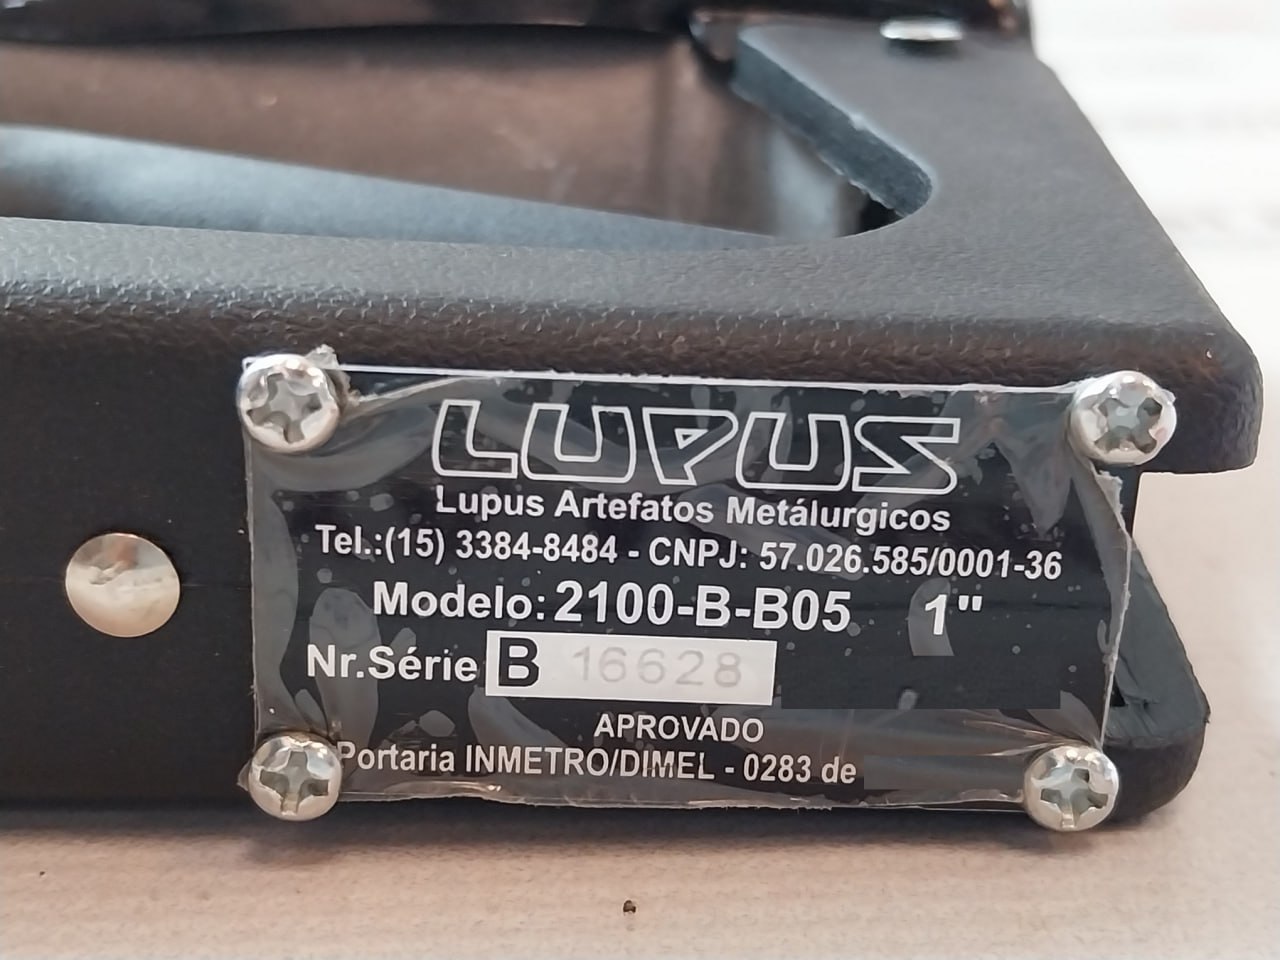 LUPUS
Lupus Artefatos Metálurgicos
Tel.:(15) 3384-8484 - CNPJ: 57.026.585/0001-36
Modelo: 2100-B-B05 1"
Nr.Série B 16628
APROVADO
Portaria INMETRO/DIMEL - 0283 de